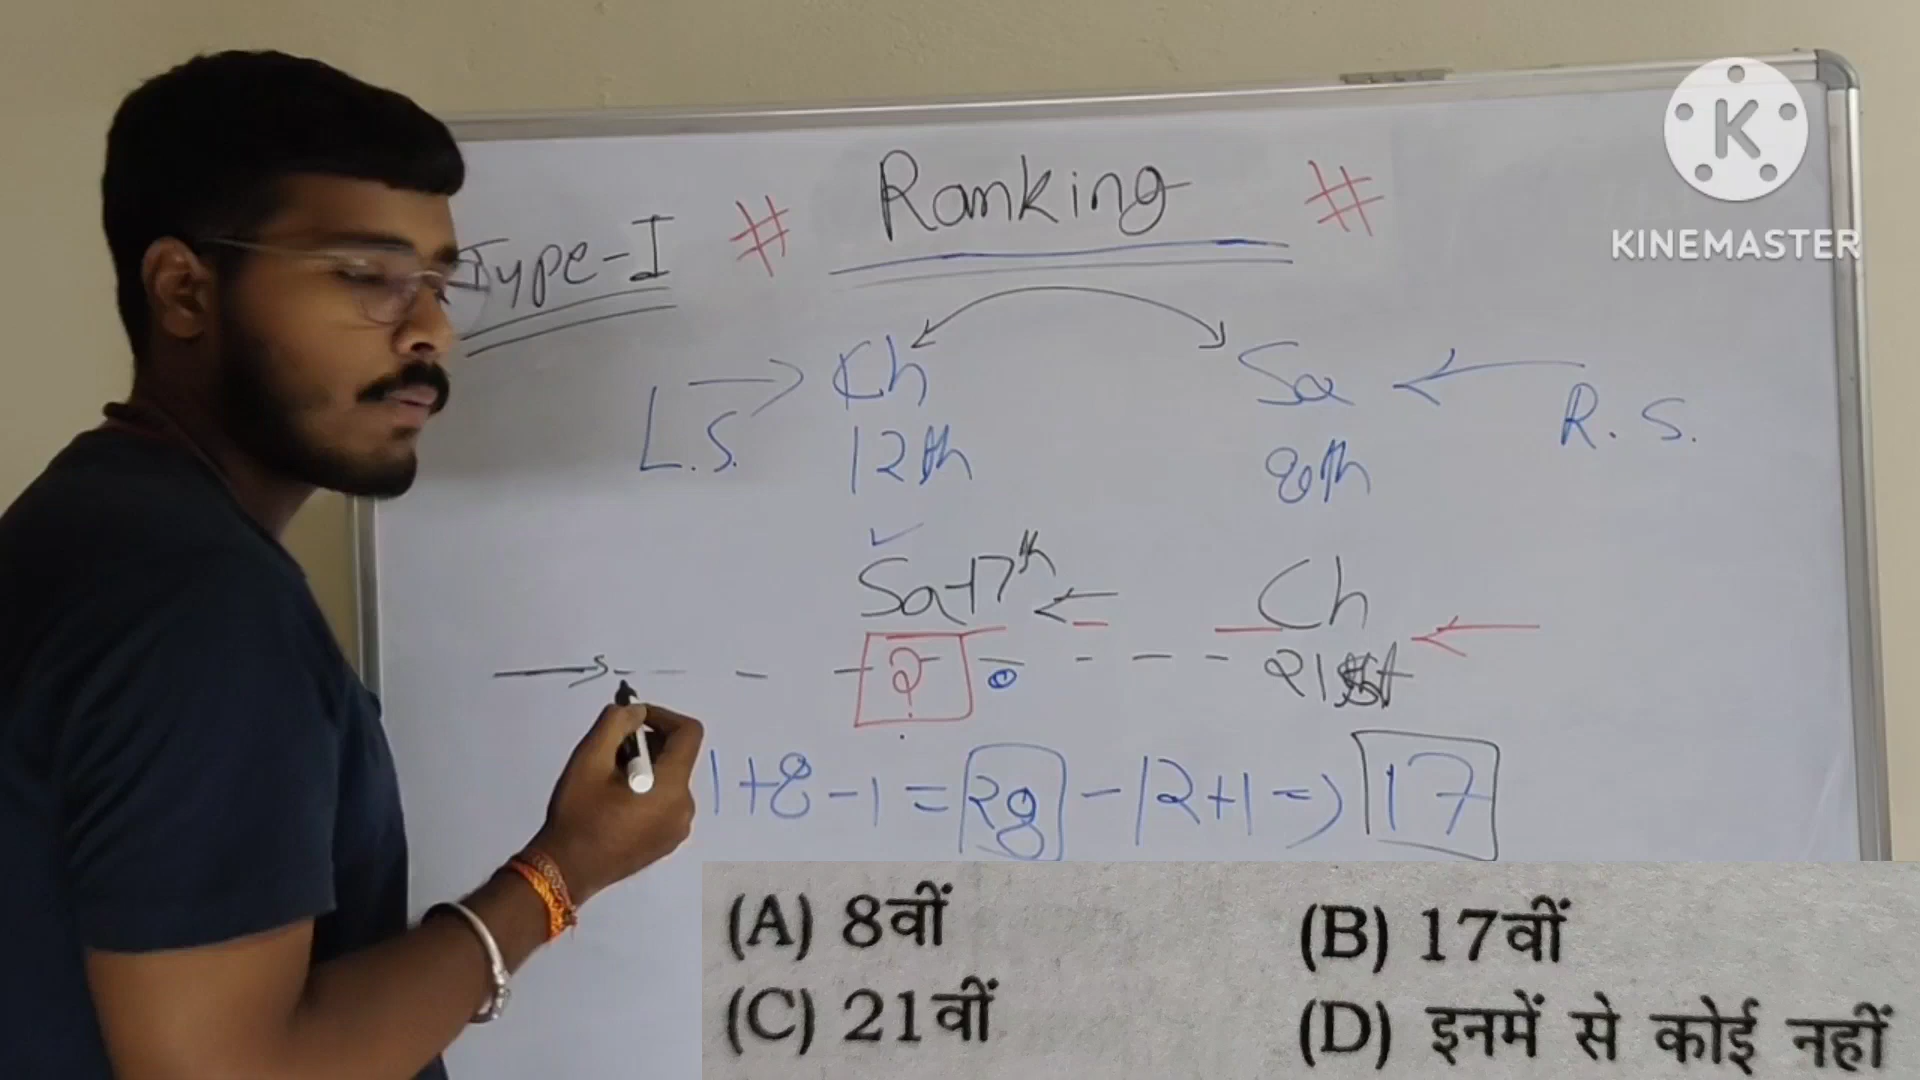 # Ranking #
Type-I
K
KINEMASTER
L.S. Ch Sa R.S.
12th 8th
Sa-17th Ch
? 21st
1+8-1 = 28 - 12+1 => 17
(A) 8वीं (B) 17वीं
(C) 21वीं (D) इनमें से कोई नहीं